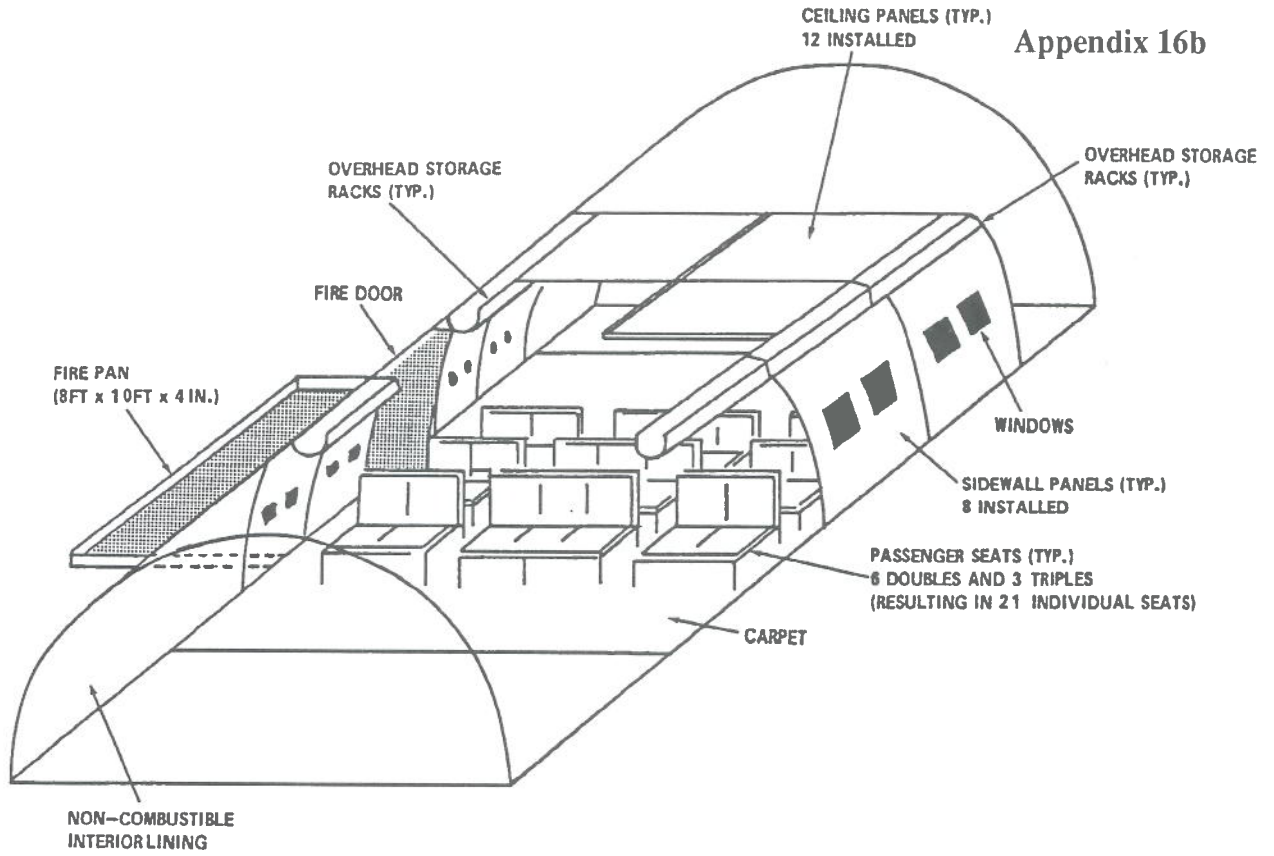 CEILING PANELS (TYP.)
12 INSTALLED
Appendix 16b
OVERHEAD STORAGE
RACKS (TYP.)
OVERHEAD STORAGE
RACKS (TYP.)
FIRE DOOR
FIRE PAN
(8FT x 10FT x 4 IN.)
WINDOWS
SIDEWALL PANELS (TYP.)
8 INSTALLED
PASSENGER SEATS (TYP.)
6 DOUBLES AND 3 TRIPLES
(RESULTING IN 21 INDIVIDUAL SEATS)
CARPET
NON-COMBUSTIBLE
INTERIOR LINING